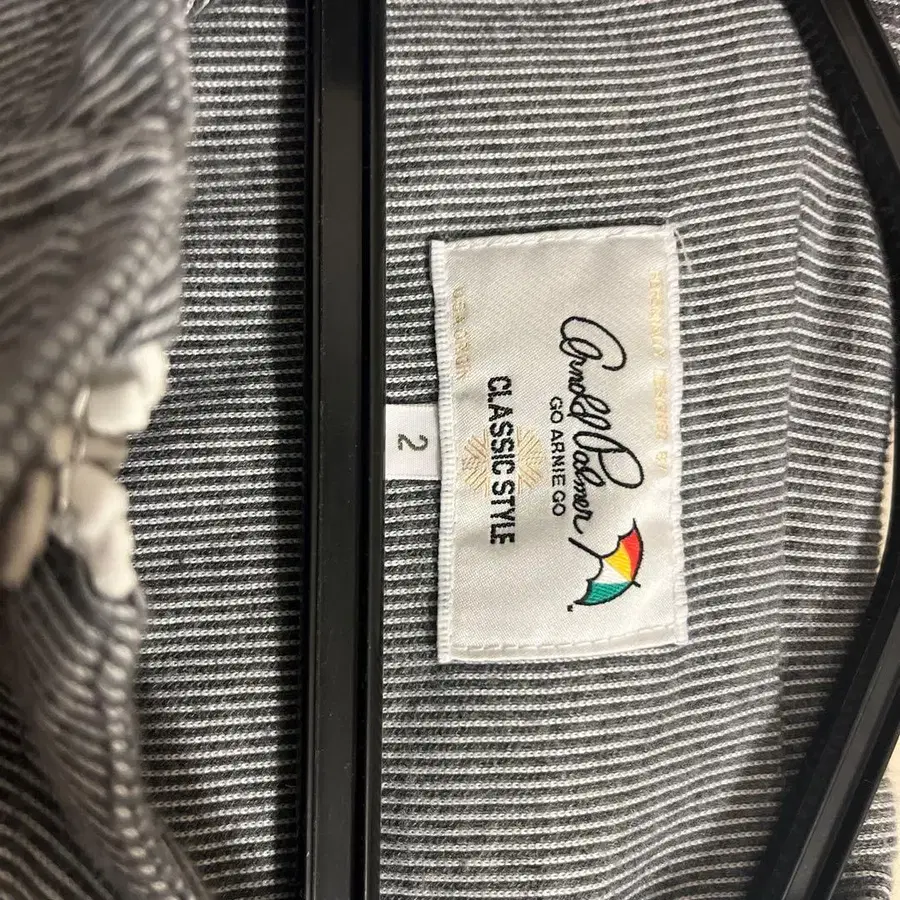 Arnold Palmer
GO ARNIE GO
CLASSIC STYLE
2